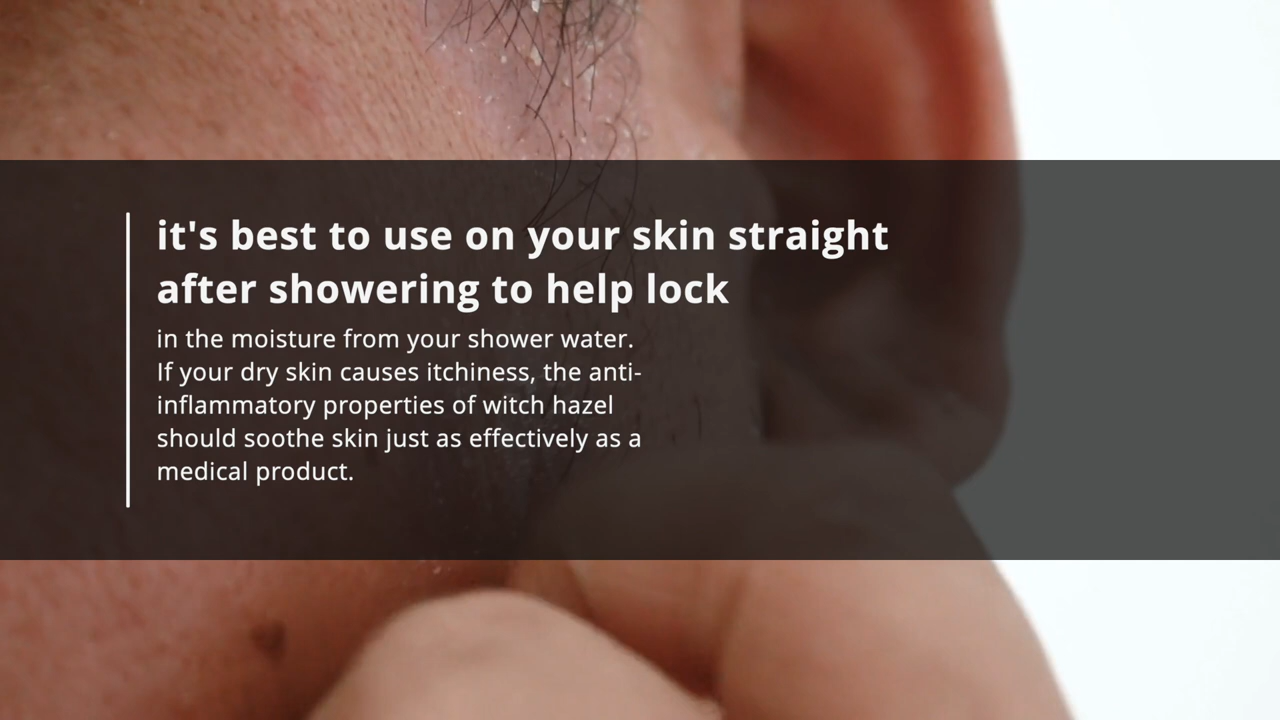 it's best to use on your skin straight
after showering to help lock
in the moisture from your shower water.
If your dry skin causes itchiness, the anti-
inflammatory properties of witch hazel
should soothe skin just as effectively as a
medical product.